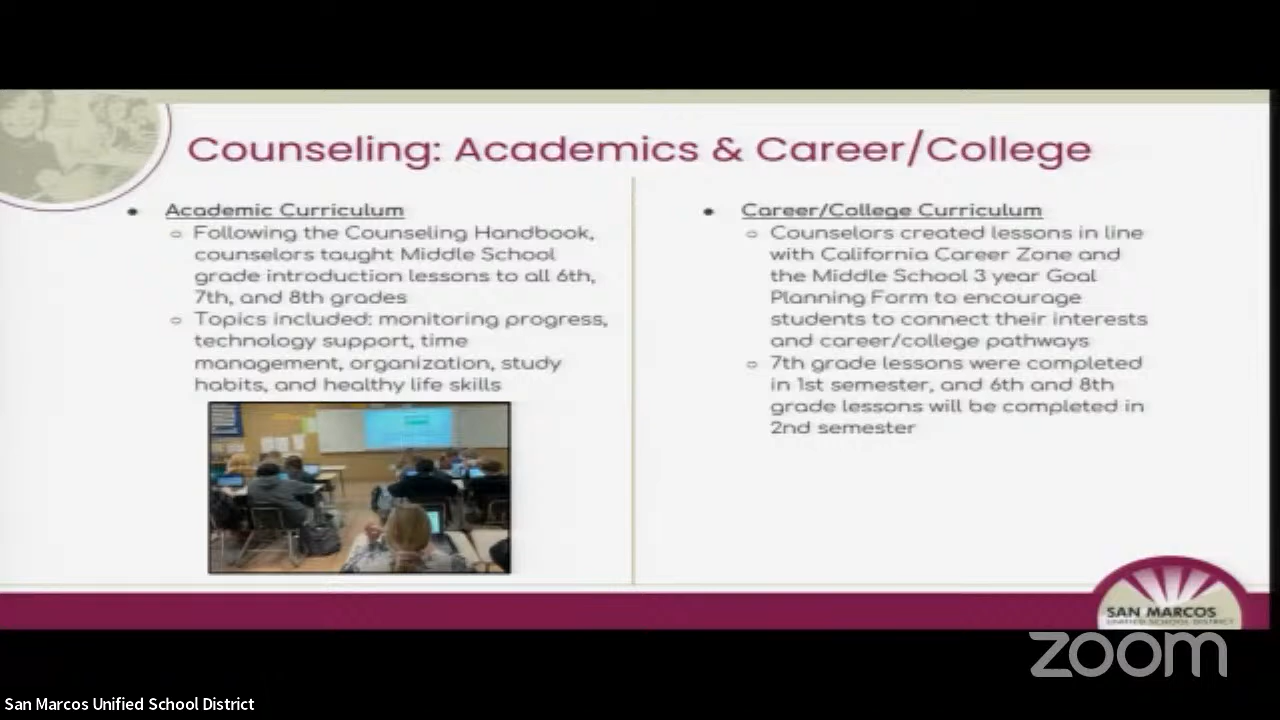 Counseling: Academics & Career/College
Academic Curriculum
Following the Counseling Handbook,
counselors taught Middle School
grade introduction lessons to all 6th,
7th, and 8th grades
Topics included: monitoring progress,
technology support, time
management, organization, study
habits, and healthy life skills
Career/College Curriculum
Counselors created lessons in line
with California Career Zone and
the Middle School 3 year Goal
Planning Form to encourage
students to connect their interests
and career/college pathways
7th grade lessons were completed
in 1st semester, and 6th and 8th
grade lessons will be completed in
2nd semester
SAN MARCOS
UNIFIED SCHOOL DISTRICT
zoom
San Marcos Unified School District